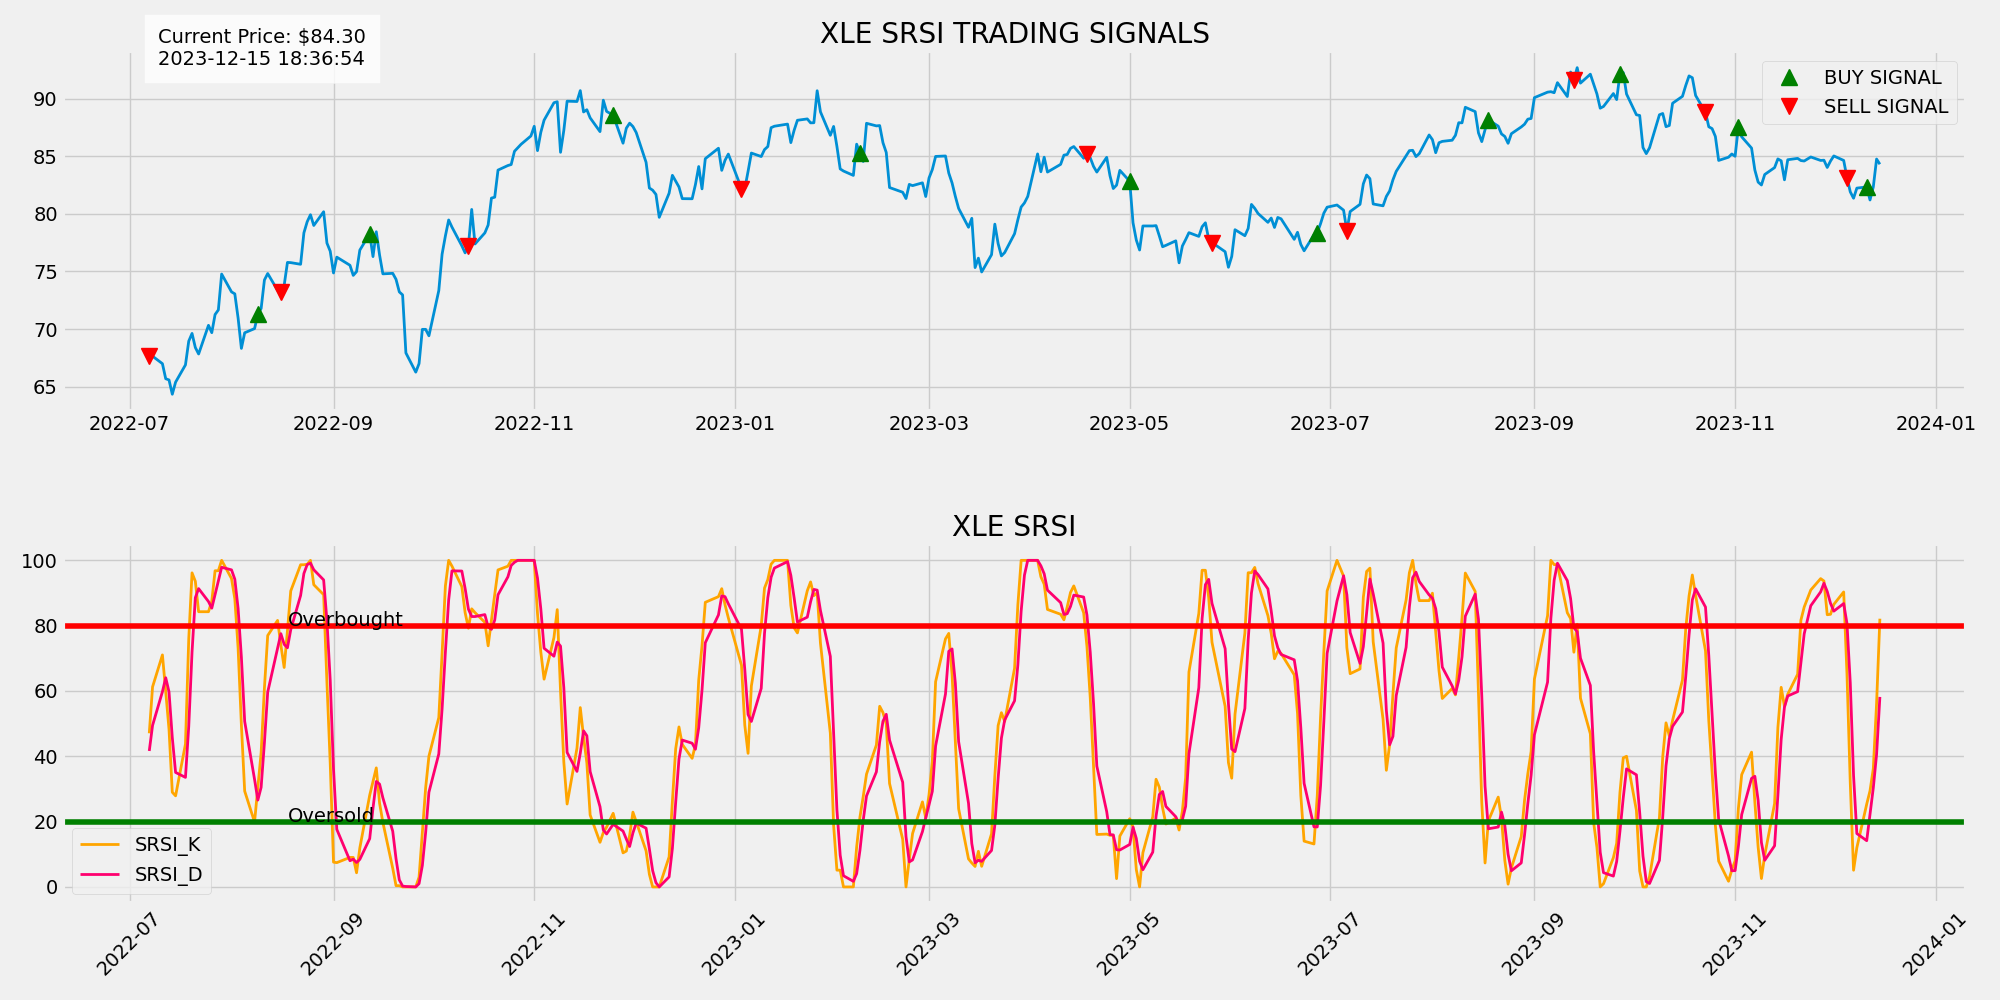 XLE SRSI TRADING SIGNALS
Current Price: $84.30
2023-12-15 18:36:54
BUY SIGNAL
SELL SIGNAL
90
85
80
75
70
65
2022-07 2022-09 2022-11 2023-01 2023-03 2023-05 2023-07 2023-09 2023-11 2024-01
XLE SRSI
100
80
60
40
20
0
Overbought
Oversold
SRSI_K
SRSI_D
2022-07 2022-09 2022-11 2023-01 2023-03 2023-05 2023-07 2023-09 2023-11 2024-01